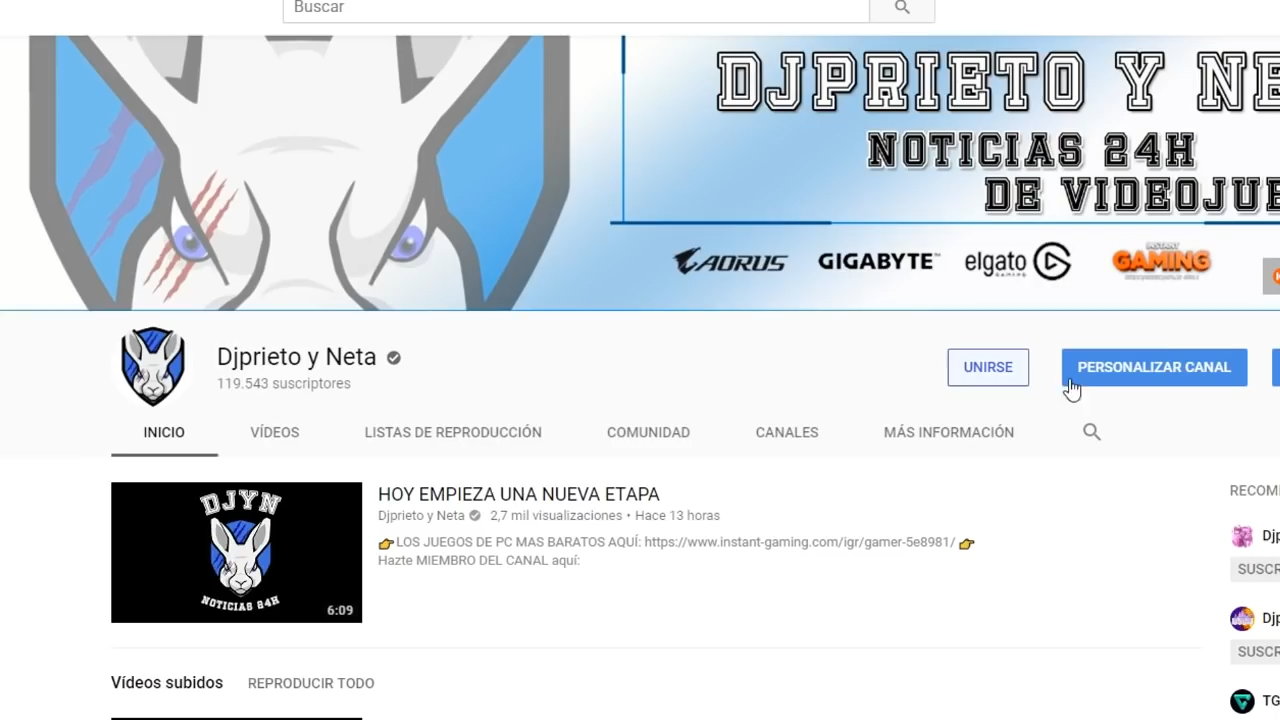 Buscar
DJPRIETO Y NE
NOTICIAS 24H
DE VIDEOJUE
AORUS GIGABYTE™ elgato GAMING INSTANT GAMING
Djprieto y Neta
119.543 suscriptores
UNIRSE PERSONALIZAR CANAL
INICIO VÍDEOS LISTAS DE REPRODUCCIÓN COMUNIDAD CANALES MÁS INFORMACIÓN
DJYN
NOTICIAS 24H
6:09
HOY EMPIEZA UNA NUEVA ETAPA
Djprieto y Neta 2,7 mil visualizaciones • Hace 13 horas
👉LOS JUEGOS DE PC MAS BARATOS AQUÍ: https://www.instant-gaming.com/igr/gamer-5e8981/ 👉
Hazte MIEMBRO DEL CANAL aquí:
RECOM
Djp
SUSCR
Djp
SUSCR
TG
Vídeos subidos REPRODUCIR TODO